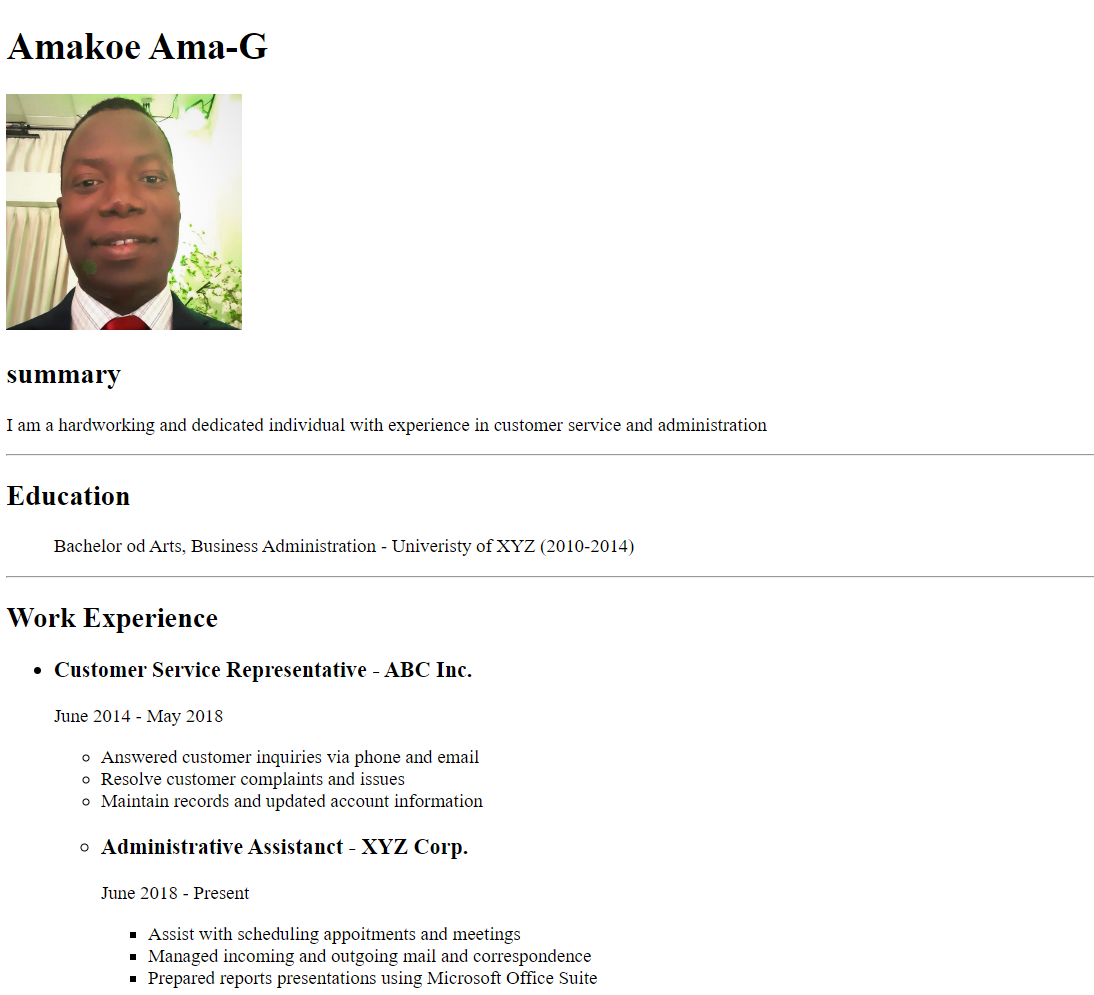 Amakoe Ama-G
summary
I am a hardworking and dedicated individual with experience in customer service and administration
Education
Bachelor od Arts, Business Administration - Univeristy of XYZ (2010-2014)
Work Experience
Customer Service Representative - ABC Inc.
June 2014 - May 2018
Answered customer inquiries via phone and email
Resolve customer complaints and issues
Maintain records and updated account information
Administrative Assistanct - XYZ Corp.
June 2018 - Present
Assist with scheduling appoitments and meetings
Managed incoming and outgoing mail and correspondence
Prepared reports presentations using Microsoft Office Suite